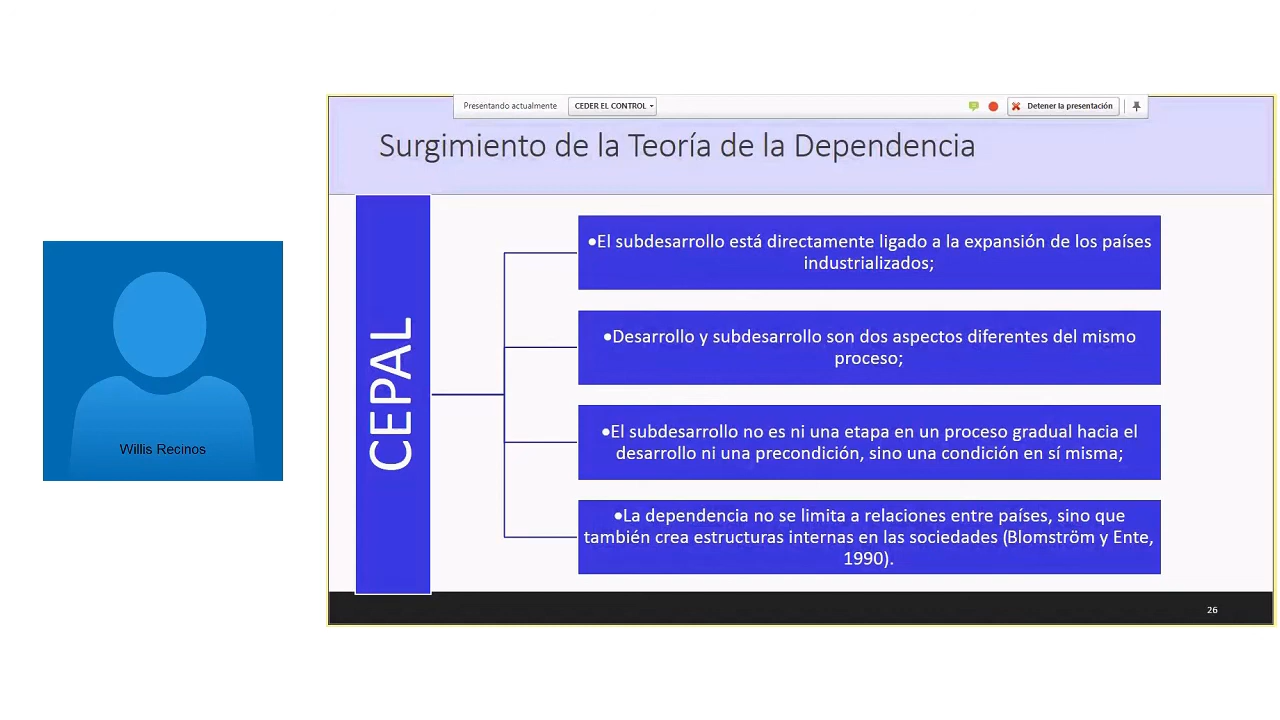 Presentando actualmente
CEDER EL CONTROL
Detener la presentación
Surgimiento de la Teoría de la Dependencia
CEPAL
•El subdesarrollo está directamente ligado a la expansión de los países
industrializados;
•Desarrollo y subdesarrollo son dos aspectos diferentes del mismo
proceso;
•El subdesarrollo no es ni una etapa en un proceso gradual hacia el
desarrollo ni una precondición, sino una condición en sí misma;
•La dependencia no se limita a relaciones entre países, sino que
también crea estructuras internas en las sociedades (Blomström y Ente,
1990).
26
Willis Recinos